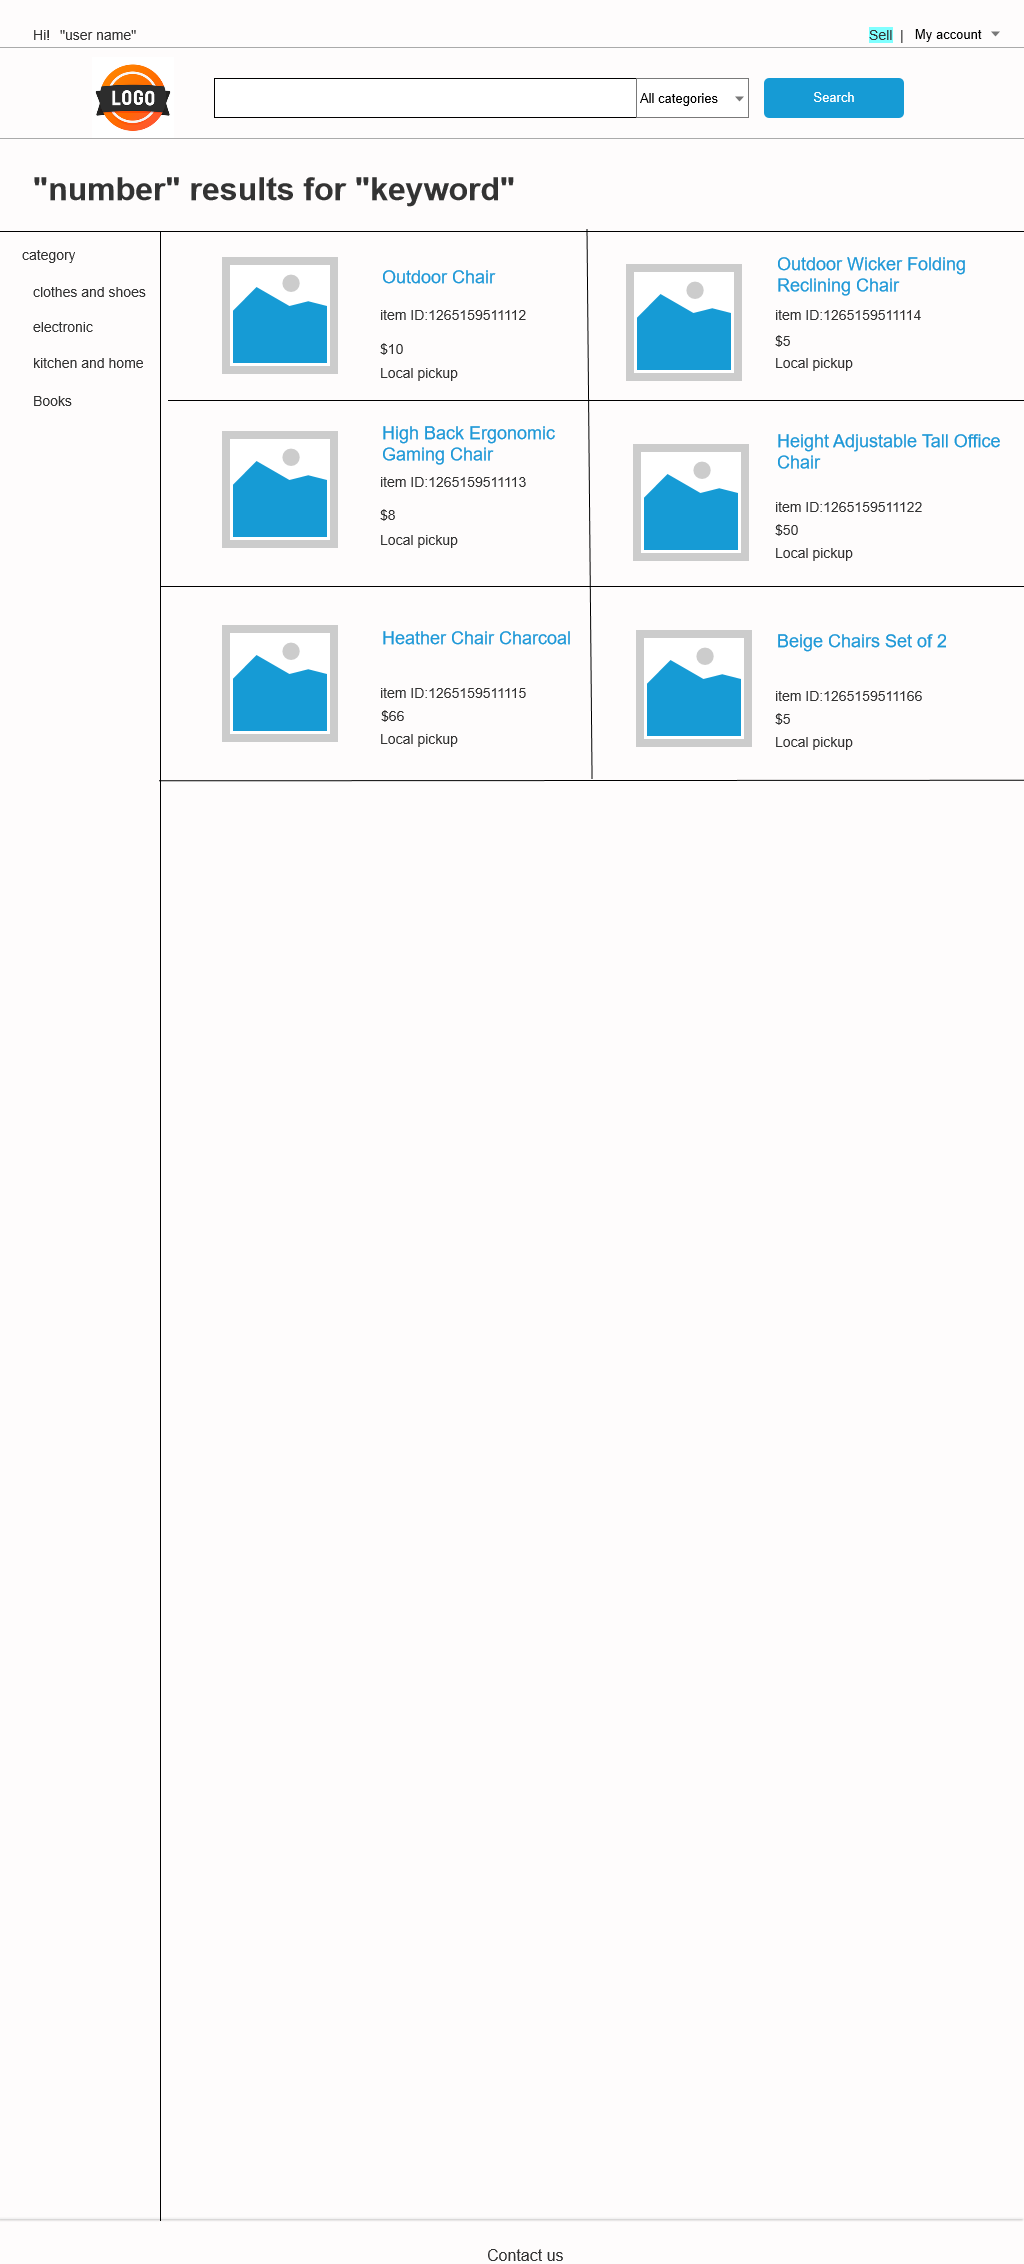 Hi! "user name"
Sell | My account
LOGO
All categories
Search
"number" results for "keyword"
category
clothes and shoes
electronic
kitchen and home
Books
Outdoor Chair
item ID:1265159511112
$10
Local pickup
Outdoor Wicker Folding
Reclining Chair
item ID:1265159511114
$5
Local pickup
High Back Ergonomic
Gaming Chair
item ID:1265159511113
$8
Local pickup
Height Adjustable Tall Office
Chair
item ID:1265159511122
$50
Local pickup
Heather Chair Charcoal
item ID:1265159511115
$66
Local pickup
Beige Chairs Set of 2
item ID:1265159511166
$5
Local pickup
Contact us